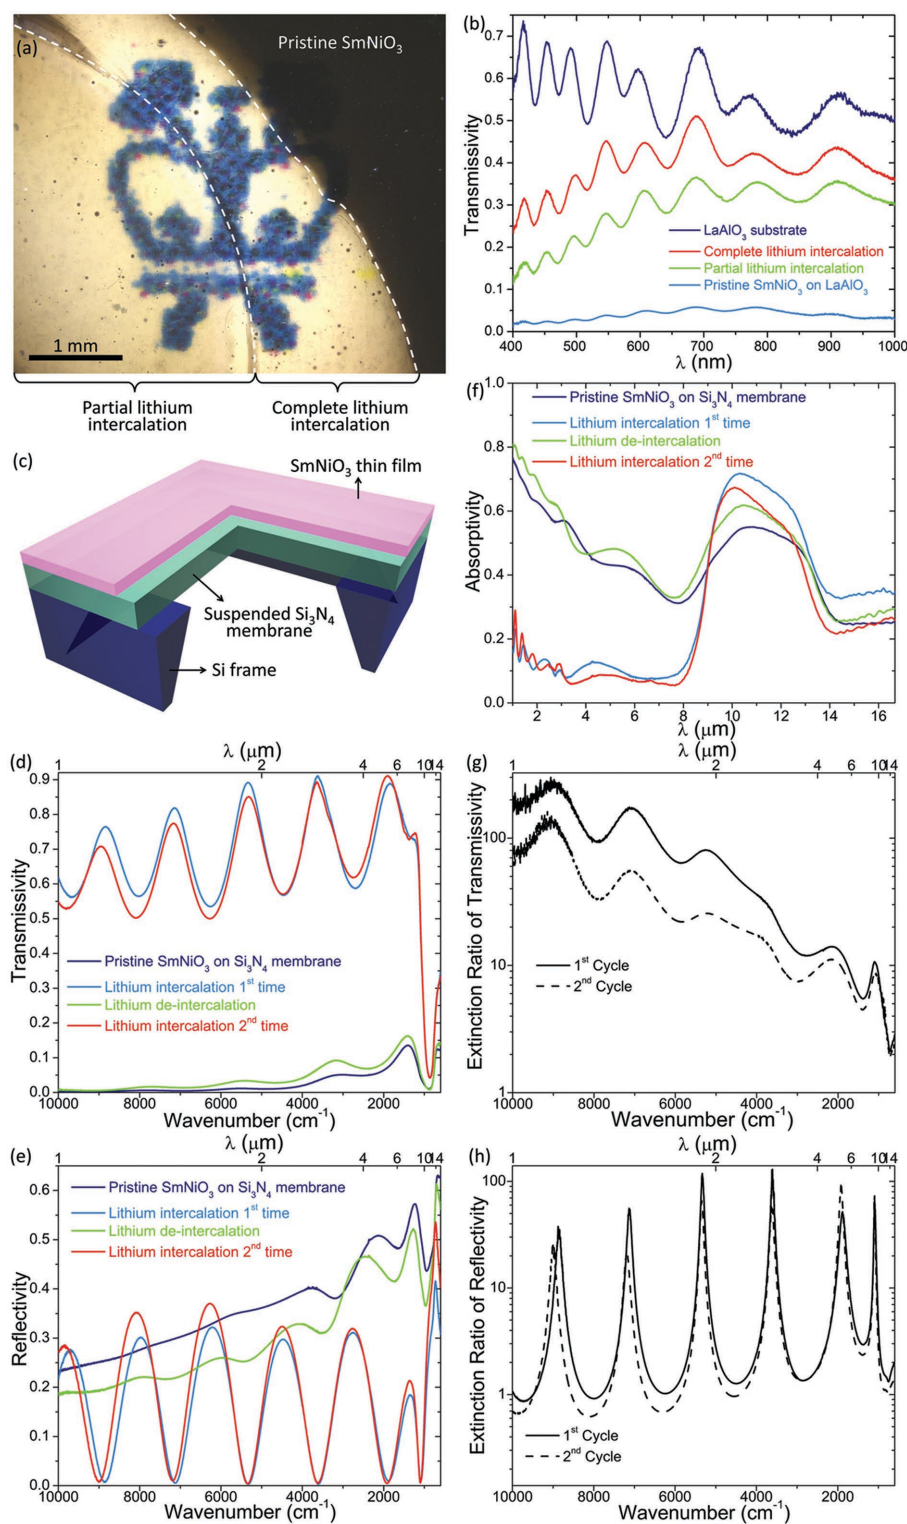 (a)
Pristine SmNiO₃
1 mm
Partial lithium
intercalation
Complete lithium
intercalation
(b)
0.7
0.6
0.5
0.4
0.3
0.2
0.1
0.0
Transmissivity
LaAlO₃ substrate
Complete lithium intercalation
Partial lithium intercalation
Pristine SmNiO₃ on LaAlO₃
400 500 600 700 800 900 1000
λ (nm)
(c)
SmNiO₃ thin film
Suspended Si₃N₄
membrane
Si frame
(f)
1.0
0.8
0.6
0.4
0.2
0.0
Absorptivity
Pristine SmNiO₃ on Si₃N₄ membrane
Lithium intercalation 1ˢᵗ time
Lithium de-intercalation
Lithium intercalation 2ⁿᵈ time
2 4 6 8 10 12 14 16
λ (μm)
(d)
λ (μm)
1 2 4 6 1014
0.9
0.8
0.7
0.6
0.5
0.4
0.3
0.2
0.1
0.0
Transmissivity
Pristine SmNiO₃ on Si₃N₄ membrane
Lithium intercalation 1ˢᵗ time
Lithium de-intercalation
Lithium intercalation 2ⁿᵈ time
10000 8000 6000 4000 2000
Wavenumber (cm⁻¹)
(g)
λ (μm)
1 2 4 6 1014
100
10
1
Extinction Ratio of Transmissivity
1ˢᵗ Cycle
2ⁿᵈ Cycle
10000 8000 6000 4000 2000
Wavenumber (cm⁻¹)
(e)
λ (μm)
1 2 4 6 1014
0.6
0.5
0.4
0.3
0.2
0.1
0.0
Reflectivity
Pristine SmNiO₃ on Si₃N₄ membrane
Lithium intercalation 1ˢᵗ time
Lithium de-intercalation
Lithium intercalation 2ⁿᵈ time
10000 8000 6000 4000 2000
Wavenumber (cm⁻¹)
(h)
λ (μm)
1 2 4 6 1014
100
10
1
Extinction Ratio of Reflectivity
1ˢᵗ Cycle
2ⁿᵈ Cycle
10000 8000 6000 4000 2000
Wavenumber (cm⁻¹)